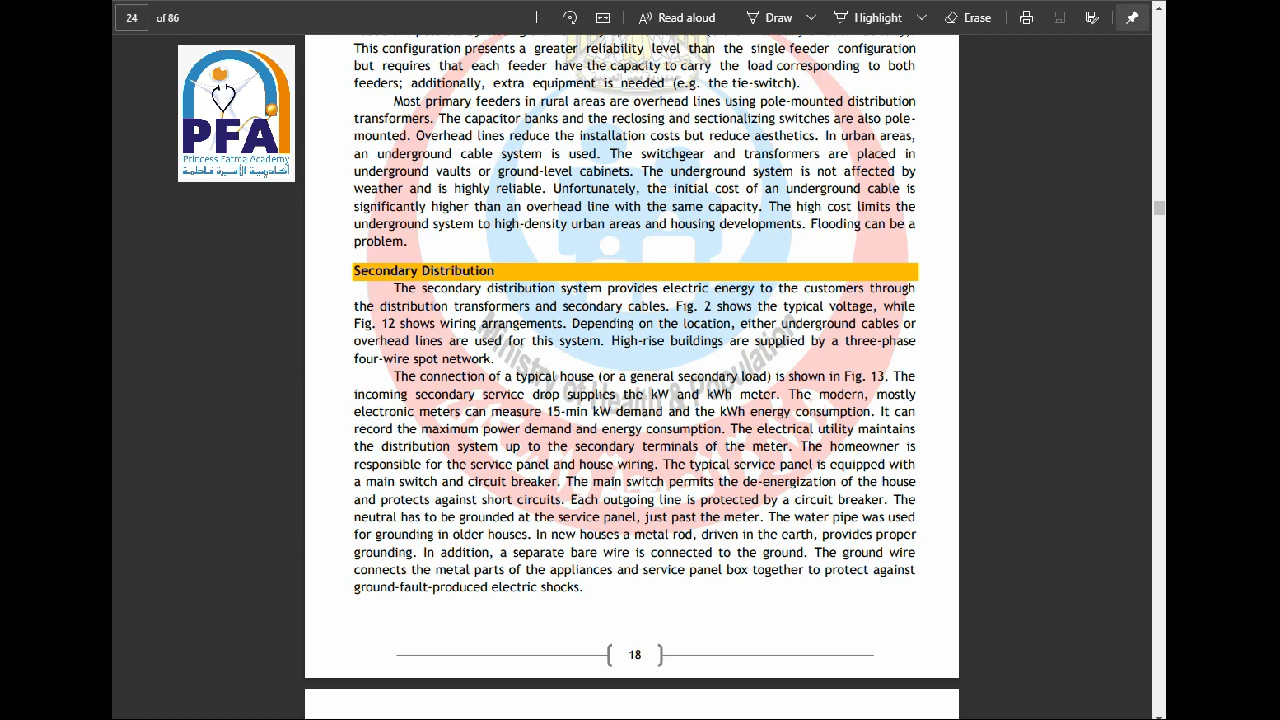 24 of 86
Read aloud
Draw
Highlight
Erase
PFA
Princess Fatma Academy
أكاديمية الأميرة فاطمة
This configuration presents a greater reliability level than the single feeder configuration
but requires that each feeder have the capacity to carry the load corresponding to both
feeders; additionally, extra equipment is needed (e.g. the tie-switch).
Most primary feeders in rural areas are overhead lines using pole-mounted distribution
transformers. The capacitor banks and the reclosing and sectionalizing switches are also pole-
mounted. Overhead lines reduce the installation costs but reduce aesthetics. In urban areas,
an underground cable system is used. The switchgear and transformers are placed in
underground vaults or ground-level cabinets. The underground system is not affected by
weather and is highly reliable. Unfortunately, the initial cost of an underground cable is
significantly higher than an overhead line with the same capacity. The high cost limits the
underground system to high-density urban areas and housing developments. Flooding can be a
problem.
Secondary Distribution
The secondary distribution system provides electric energy to the customers through
the distribution transformers and secondary cables. Fig. 2 shows the typical voltage, while
Fig. 12 shows wiring arrangements. Depending on the location, either underground cables or
overhead lines are used for this system. High-rise buildings are supplied by a three-phase
four-wire spot network.
The connection of a typical house (or a general secondary load) is shown in Fig. 13. The
incoming secondary service drop supplies the kW and kWh meter. The modern, mostly
electronic meters can measure 15-min kW demand and the kWh energy consumption. It can
record the maximum power demand and energy consumption. The electrical utility maintains
the distribution system up to the secondary terminals of the meter. The homeowner is
responsible for the service panel and house wiring. The typical service panel is equipped with
a main switch and circuit breaker. The main switch permits the de-energization of the house
and protects against short circuits. Each outgoing line is protected by a circuit breaker. The
neutral has to be grounded at the service panel, just past the meter. The water pipe was used
for grounding in older houses. In new houses a metal rod, driven in the earth, provides proper
grounding. In addition, a separate bare wire is connected to the ground. The ground wire
connects the metal parts of the appliances and service panel box together to protect against
ground-fault-produced electric shocks.
Ministry of Health & Population
18